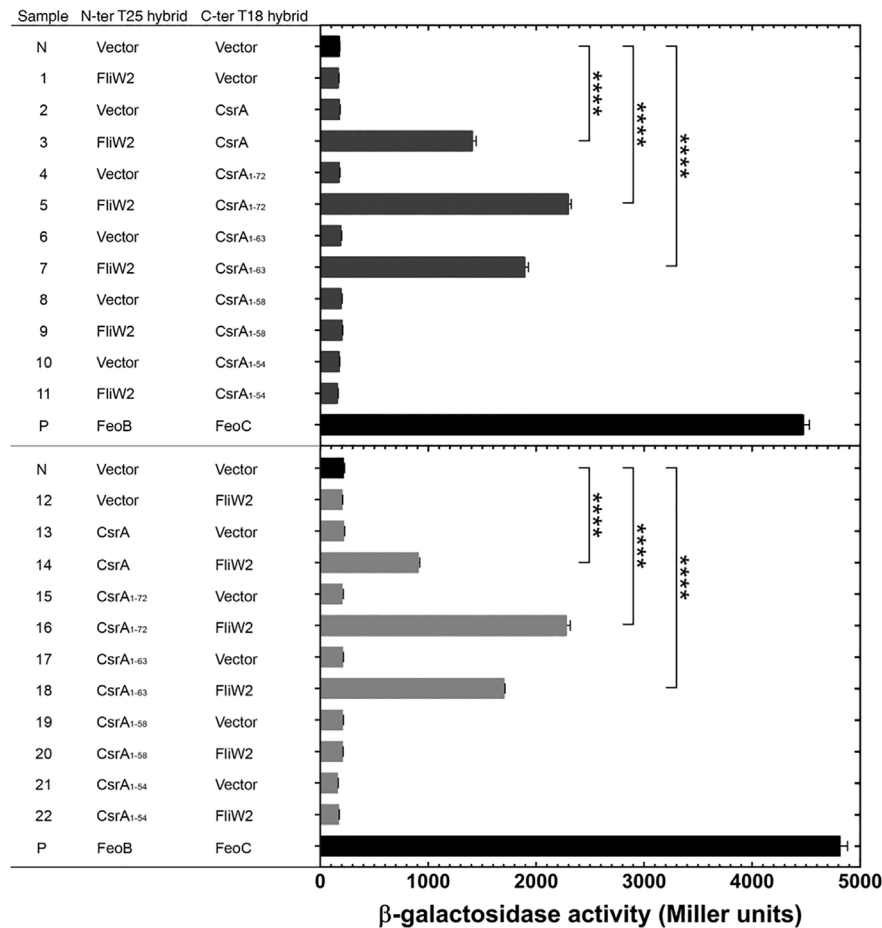 Sample N-ter T25 hybrid C-ter T18 hybrid
N Vector Vector
1 FliW2 Vector
2 Vector CsrA
3 FliW2 CsrA
4 Vector CsrA1-72
5 FliW2 CsrA1-72
6 Vector CsrA1-63
7 FliW2 CsrA1-63
8 Vector CsrA1-58
9 FliW2 CsrA1-58
10 Vector CsrA1-54
11 FliW2 CsrA1-54
P FeoB FeoC
**** **** ****
N Vector Vector
12 Vector FliW2
13 CsrA Vector
14 CsrA FliW2
15 CsrA1-72 Vector
16 CsrA1-72 FliW2
17 CsrA1-63 Vector
18 CsrA1-63 FliW2
19 CsrA1-58 Vector
20 CsrA1-58 FliW2
21 CsrA1-54 Vector
22 CsrA1-54 FliW2
P FeoB FeoC
**** **** ****
0 1000 2000 3000 4000 5000
β-galactosidase activity (Miller units)